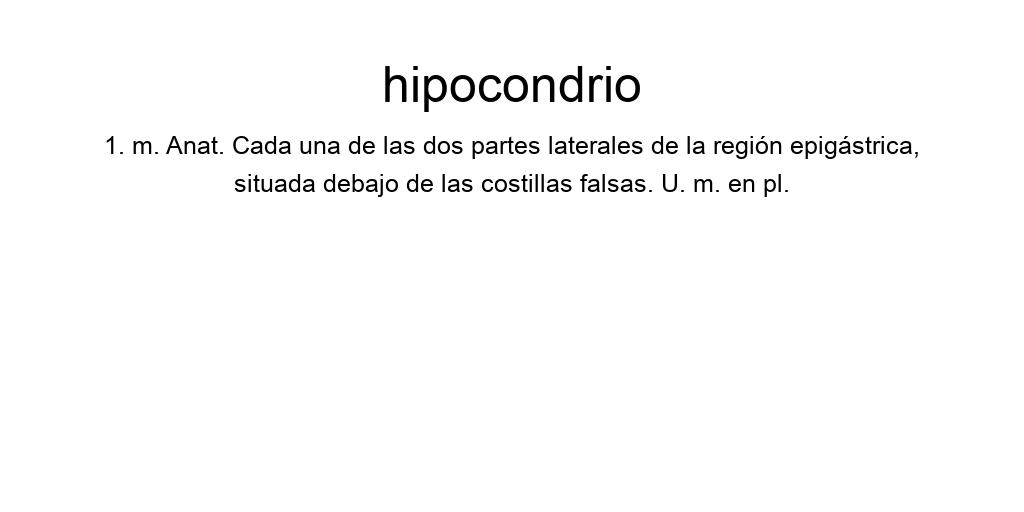 hipocondrio
1. m. Anat. Cada una de las dos partes laterales de la región epigástrica,
situada debajo de las costillas falsas. U. m. en pl.